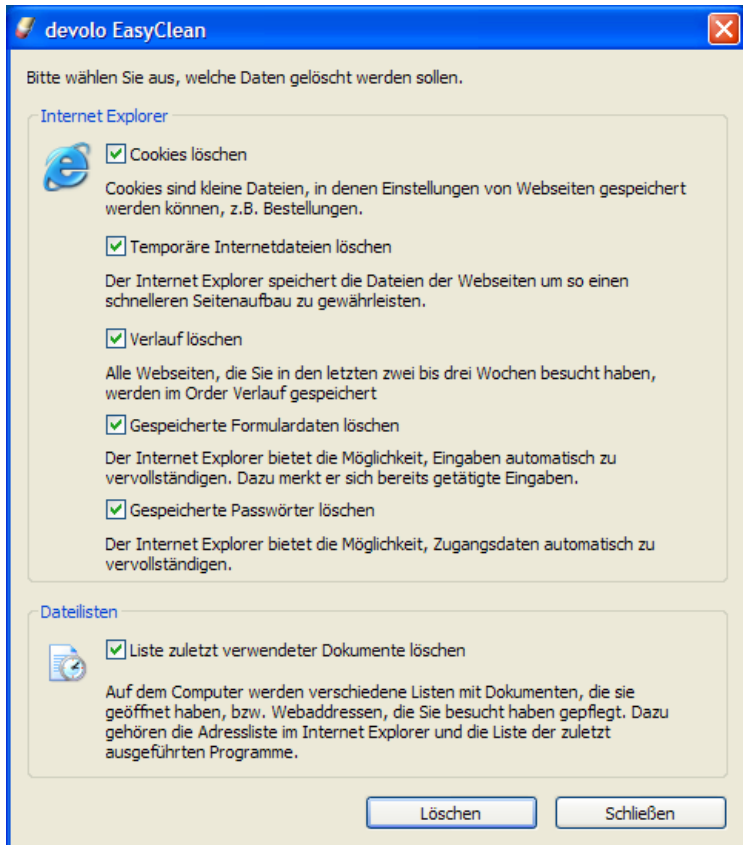 devolo EasyClean
Bitte wählen Sie aus, welche Daten gelöscht werden sollen.
Internet Explorer
Cookies löschen
Cookies sind kleine Dateien, in denen Einstellungen von Webseiten gespeichert
werden können, z.B. Bestellungen.
Temporäre Internetdateien löschen
Der Internet Explorer speichert die Dateien der Webseiten um so einen
schnelleren Seitenaufbau zu gewährleisten.
Verlauf löschen
Alle Webseiten, die Sie in den letzten zwei bis drei Wochen besucht haben,
werden im Order Verlauf gespeichert
Gespeicherte Formulardaten löschen
Der Internet Explorer bietet die Möglichkeit, Eingaben automatisch zu
vervollständigen. Dazu merkt er sich bereits getätigte Eingaben.
Gespeicherte Passwörter löschen
Der Internet Explorer bietet die Möglichkeit, Zugangsdaten automatisch zu
vervollständigen.
Dateilisten
Liste zuletzt verwendeter Dokumente löschen
Auf dem Computer werden verschiedene Listen mit Dokumenten, die sie
geöffnet haben, bzw. Webaddressen, die Sie besucht haben gepflegt. Dazu
gehören die Adressliste im Internet Explorer und die Liste der zuletzt
ausgeführten Programme.
Löschen
Schließen